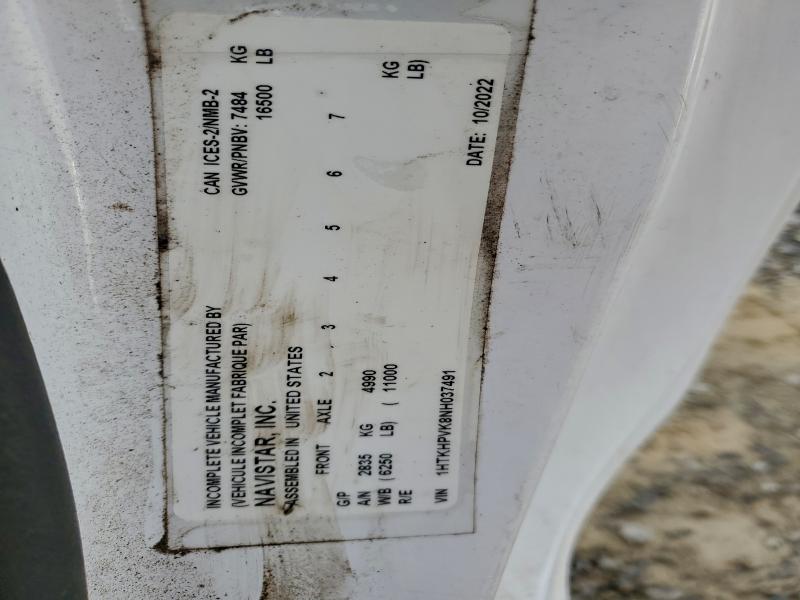 INCOMPLETE VEHICLE MANUFACTURED BY CAN ICES-2/NMB-2
(VEHICULE INCOMPLET FABRIQUE PAR) GVWR/PNBV: 7484 KG
NAVISTAR, INC. 16500 LB
ASSEMBLED IN UNITED STATES
FRONT AXLE 2 3 4 5 6 7
G/P
A/N 2835 KG 4990 KG
W/B ( 6250 LB) ( 11000 LB)
R/E
VIN 1HTKHPVK8NH037491 DATE: 10/2022